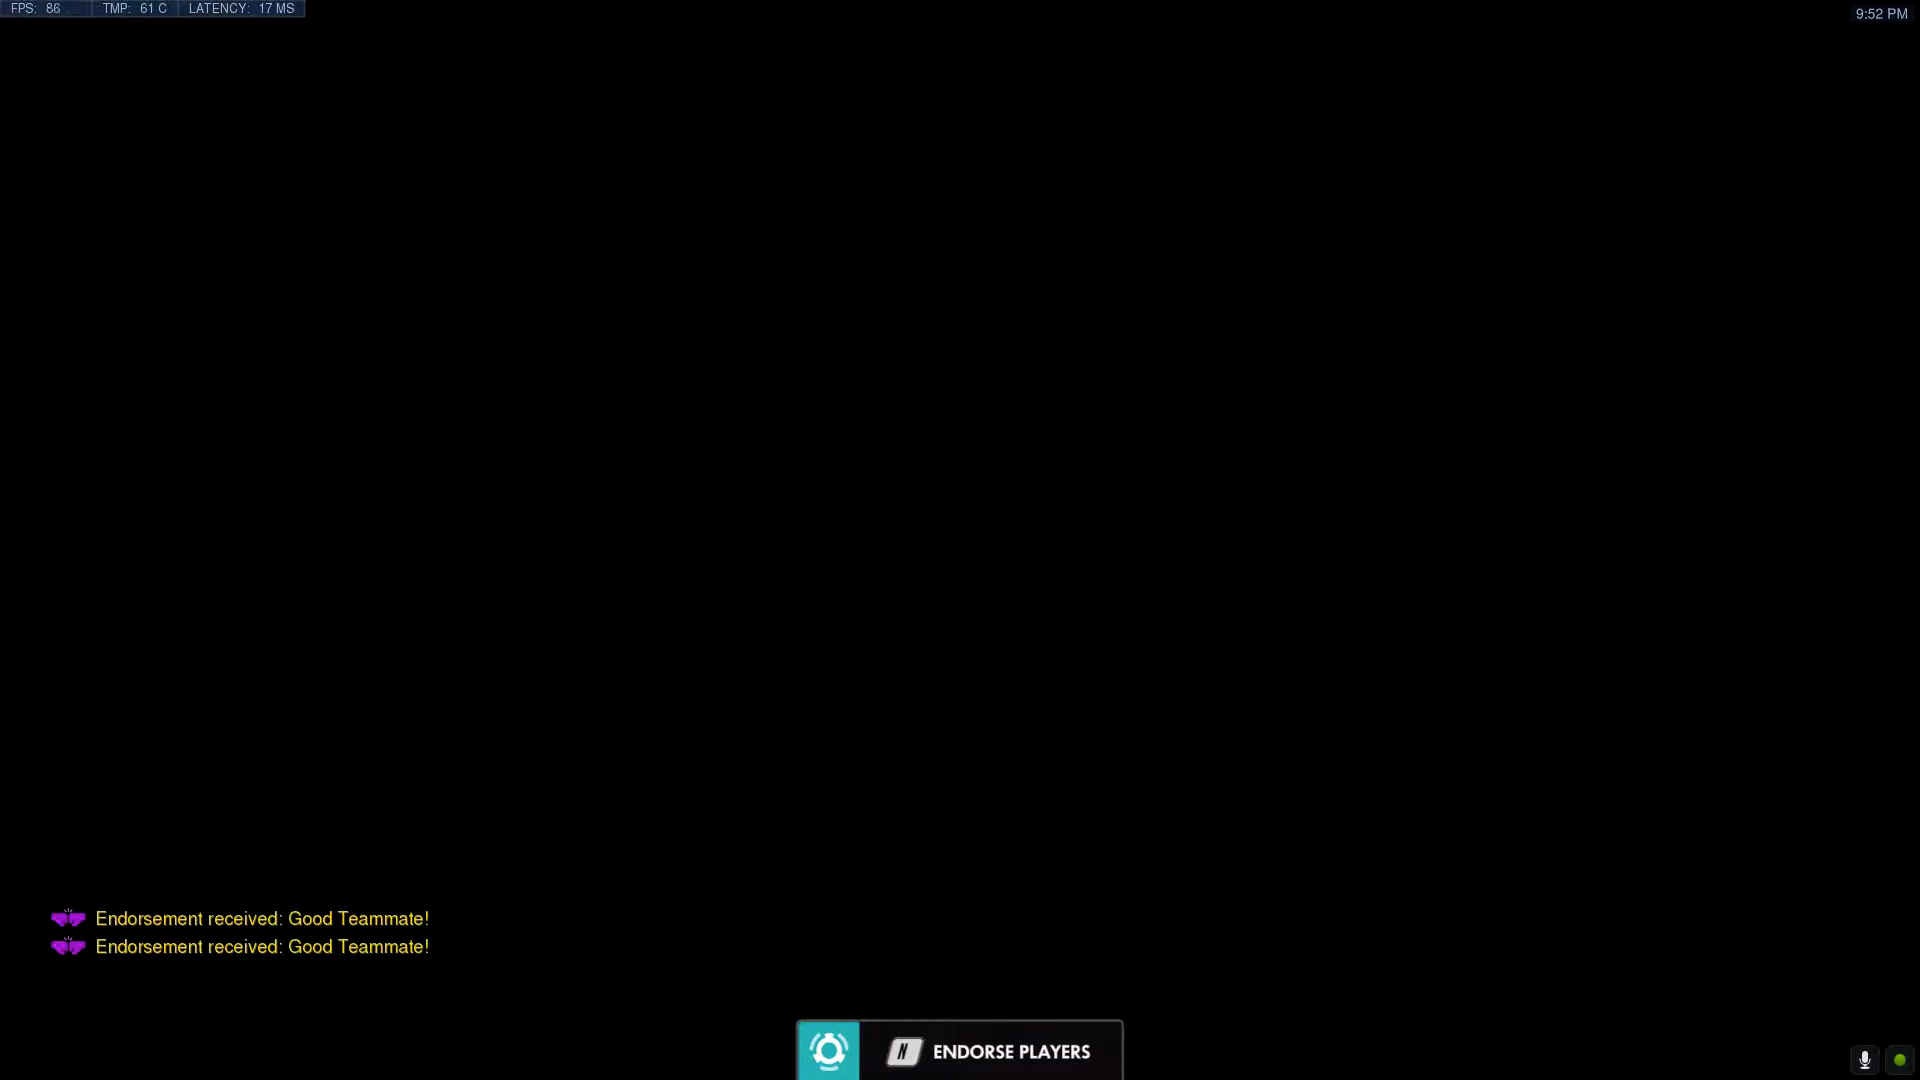 FPS: 86 TMP: 61 C LATENCY: 17 MS
9:52 PM
Endorsement received: Good Teammate!
Endorsement received: Good Teammate!
N ENDORSE PLAYERS